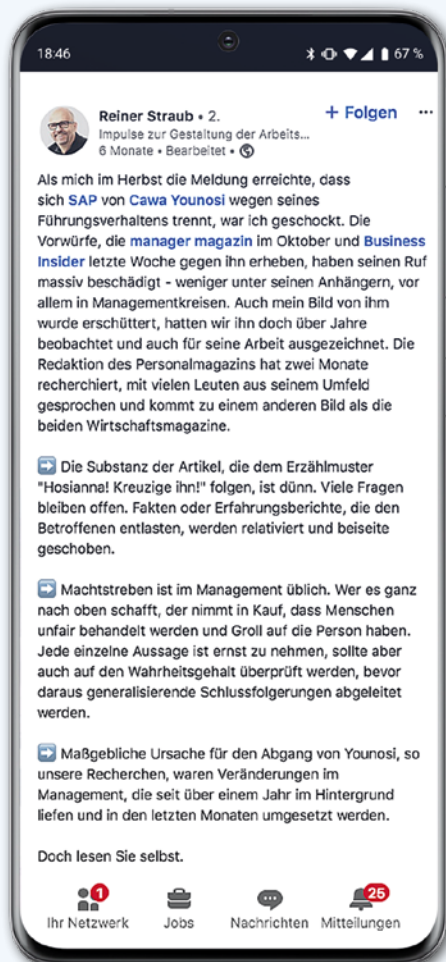 18:46
67 %
Reiner Straub • 2.
+ Folgen
Impulse zur Gestaltung der Arbeits...
6 Monate • Bearbeitet •
Als mich im Herbst die Meldung erreichte, dass
sich SAP von Cawa Younosi wegen seines
Führungsverhaltens trennt, war ich geschockt. Die
Vorwürfe, die manager magazin im Oktober und Business
Insider letzte Woche gegen ihn erheben, haben seinen Ruf
massiv beschädigt - weniger unter seinen Anhängern, vor
allem in Managementkreisen. Auch mein Bild von ihm
wurde erschüttert, hatten wir ihn doch über Jahre
beobachtet und auch für seine Arbeit ausgezeichnet. Die
Redaktion des Personalmagazins hat zwei Monate
recherchiert, mit vielen Leuten aus seinem Umfeld
gesprochen und kommt zu einem anderen Bild als die
beiden Wirtschaftsmagazine.
➡️ Die Substanz der Artikel, die dem Erzählmuster
"Hosianna! Kreuzige ihn!" folgen, ist dünn. Viele Fragen
bleiben offen. Fakten oder Erfahrungsberichte, die den
Betroffenen entlasten, werden relativiert und beiseite
geschoben.
➡️ Machtstreben ist im Management üblich. Wer es ganz
nach oben schafft, der nimmt in Kauf, dass Menschen
unfair behandelt werden und Groll auf die Person haben.
Jede einzelne Aussage ist ernst zu nehmen, sollte aber
auch auf den Wahrheitsgehalt überprüft werden, bevor
daraus generalisierende Schlussfolgerungen abgeleitet
werden.
➡️ Maßgebliche Ursache für den Abgang von Younosi, so
unsere Recherchen, waren Veränderungen im
Management, die seit über einem Jahr im Hintergrund
liefen und in den letzten Monaten umgesetzt werden.
Doch lesen Sie selbst.
1
25
Ihr Netzwerk
Jobs
Nachrichten
Mitteilungen